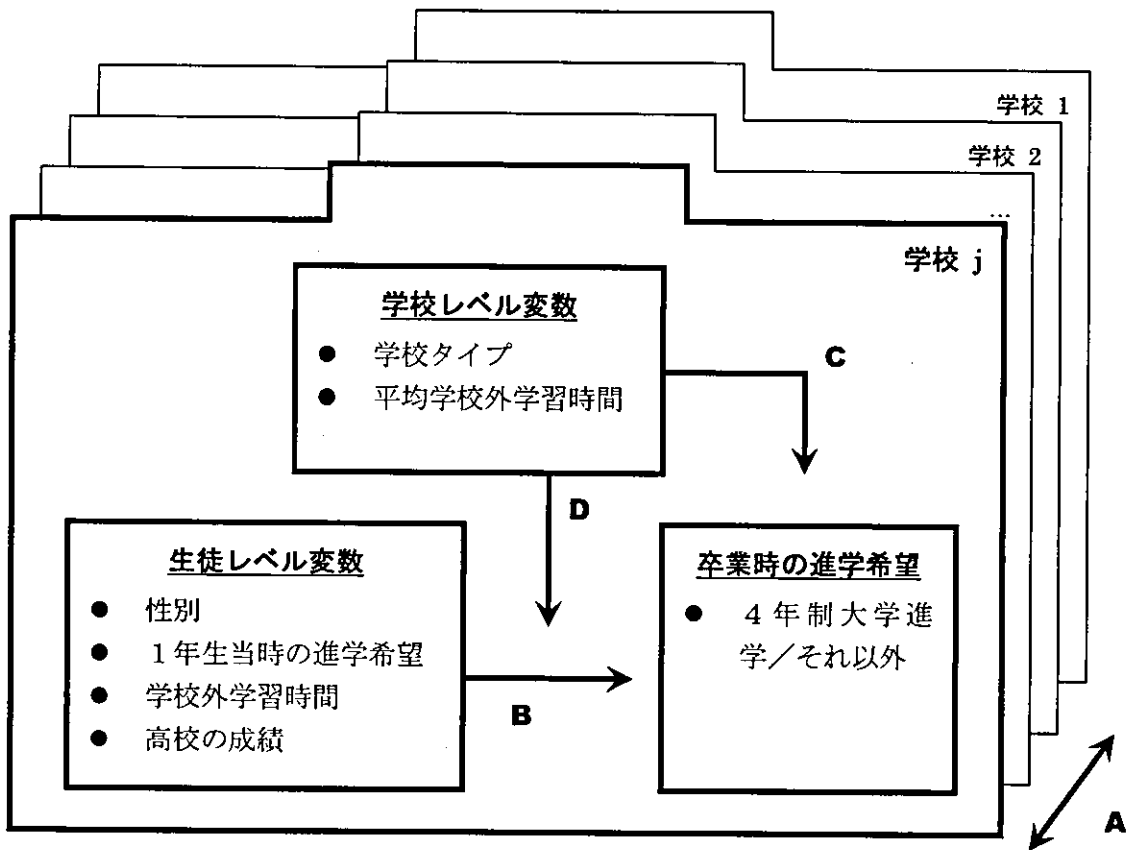 学校 1
学校 2
…
学校 j
学校レベル変数
● 学校タイプ
● 平均学校外学習時間
C
D
生徒レベル変数
● 性別
● 1年生当時の進学希望
● 学校外学習時間
● 高校の成績
B
卒業時の進学希望
● 4年制大学進
学/それ以外
A